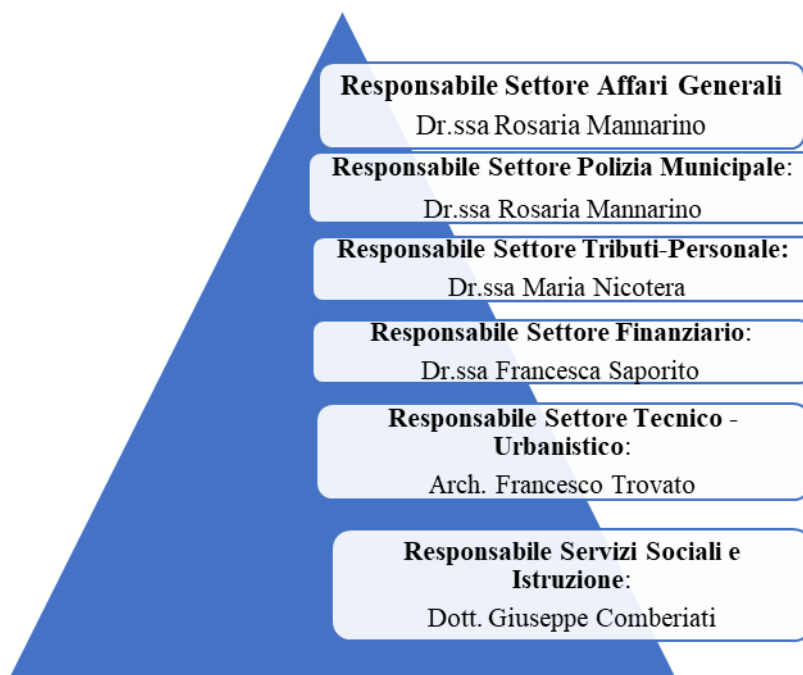 Responsabile Settore Affari Generali
Dr.ssa Rosaria Mannarino
Responsabile Settore Polizia Municipale:
Dr.ssa Rosaria Mannarino
Responsabile Settore Tributi-Personale:
Dr.ssa Maria Nicotera
Responsabile Settore Finanziario:
Dr.ssa Francesca Saporito
Responsabile Settore Tecnico -
Urbanistico:
Arch. Francesco Trovato
Responsabile Servizi Sociali e
Istruzione:
Dott. Giuseppe Comberiati